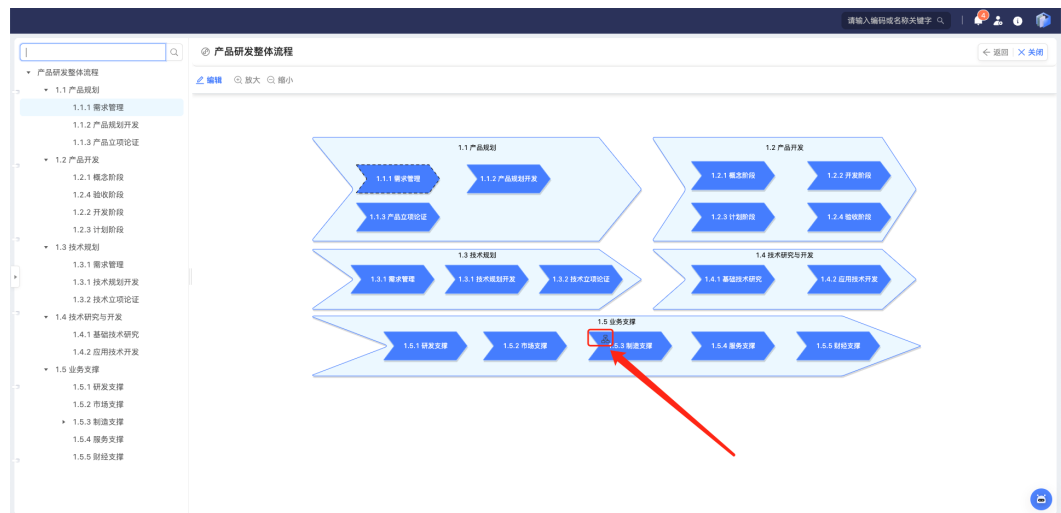 请输入编码或名称关键字
4
产品研发整体流程
返回
关闭
产品研发整体流程
编辑
放大
缩小
1.1 产品规划
1.1.1 需求管理
1.1.2 产品规划开发
1.1.3 产品立项论证
1.2 产品开发
1.2.1 概念阶段
1.2.4 验收阶段
1.2.2 开发阶段
1.2.3 计划阶段
1.3 技术规划
1.3.1 需求管理
1.3.1 技术规划开发
1.3.2 技术立项论证
1.4 技术研究与开发
1.4.1 基础技术研究
1.4.2 应用技术开发
1.5 业务支撑
1.5.1 研发支撑
1.5.2 市场支撑
1.5.3 制造支撑
1.5.4 服务支撑
1.5.5 财经支撑
1.1 产品规划
1.1.1 需求管理
1.1.2 产品规划开发
1.1.3 产品立项论证
1.2 产品开发
1.2.1 概念阶段
1.2.2 开发阶段
1.2.3 计划阶段
1.2.4 验收阶段
1.3 技术规划
1.3.1 需求管理
1.3.1 技术规划开发
1.3.2 技术立项论证
1.4 技术研究与开发
1.4.1 基础技术研究
1.4.2 应用技术开发
1.5 业务支撑
1.5.1 研发支撑
1.5.2 市场支撑
1.5.3 制造支撑
1.5.4 服务支撑
1.5.5 财经支撑